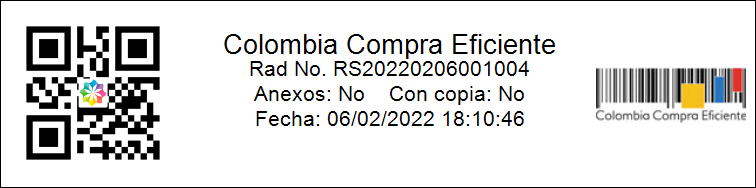 Colombia Compra Eficiente
Rad No. RS20220206001004
Anexos: No    Con copia: No
Fecha: 06/02/2022 18:10:46
Colombia Compra Eficiente